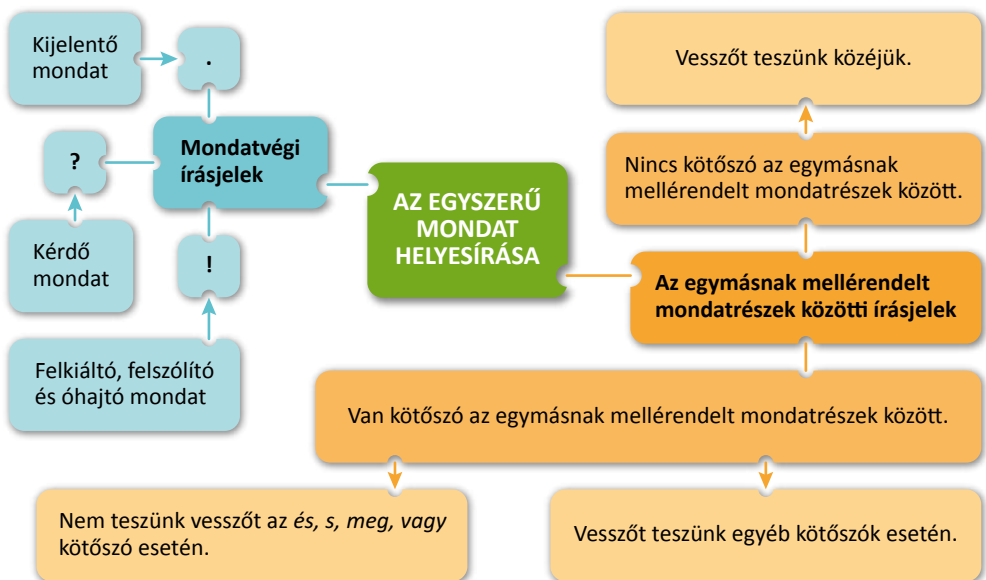 Kijelentő
mondat
.
Vesszőt teszünk közéjük.
Mondatvégi
írásjelek
?
Nincs kötőszó az egymásnak
mellérendelt mondatrészek között.
AZ EGYSZERŰ
MONDAT
HELYESÍRÁSA
Kérdő
mondat
!
Az egymásnak mellérendelt
mondatrészek közötti írásjelek
Felkiáltó, felszólító
és óhajtó mondat
Van kötőszó az egymásnak mellérendelt mondatrészek között.
Nem teszünk vesszőt az és, s, meg, vagy
kötőszó esetén.
Vesszőt teszünk egyéb kötőszók esetén.